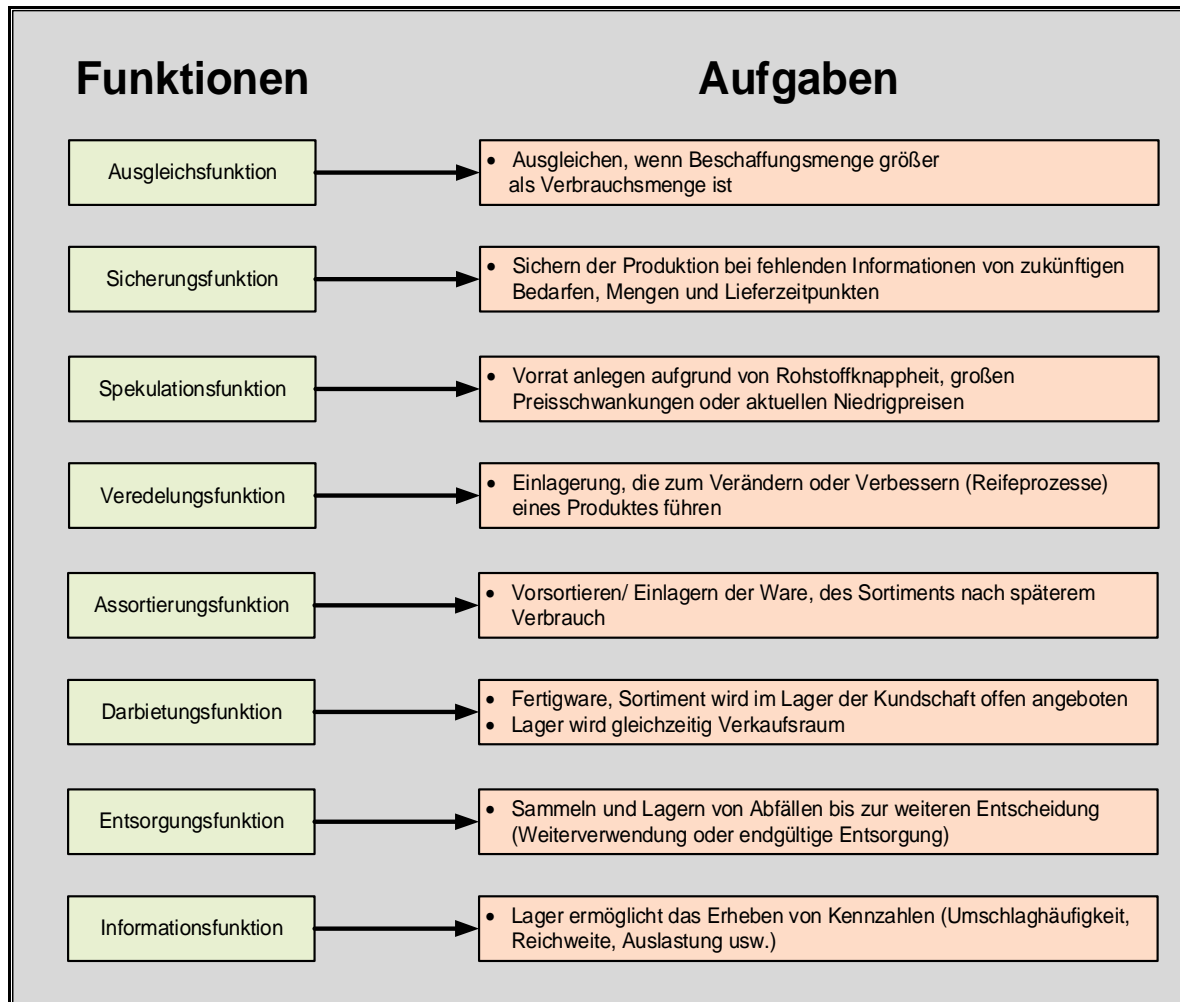 Funktionen
Aufgaben
Ausgleichsfunktion
• Ausgleichen, wenn Beschaffungsmenge größer
als Verbrauchsmenge ist
Sicherungsfunktion
• Sichern der Produktion bei fehlenden Informationen von zukünftigen
Bedarfen, Mengen und Lieferzeitpunkten
Spekulationsfunktion
• Vorrat anlegen aufgrund von Rohstoffknappheit, großen
Preisschwankungen oder aktuellen Niedrigpreisen
Veredelungsfunktion
• Einlagerung, die zum Verändern oder Verbessern (Reifeprozesse)
eines Produktes führen
Assortierungsfunktion
• Vorsortieren/ Einlagern der Ware, des Sortiments nach späterem
Verbrauch
Darbietungsfunktion
• Fertigware, Sortiment wird im Lager der Kundschaft offen angeboten
• Lager wird gleichzeitig Verkaufsraum
Entsorgungsfunktion
• Sammeln und Lagern von Abfällen bis zur weiteren Entscheidung
(Weiterverwendung oder endgültige Entsorgung)
Informationsfunktion
• Lager ermöglicht das Erheben von Kennzahlen (Umschlaghäufigkeit,
Reichweite, Auslastung usw.)